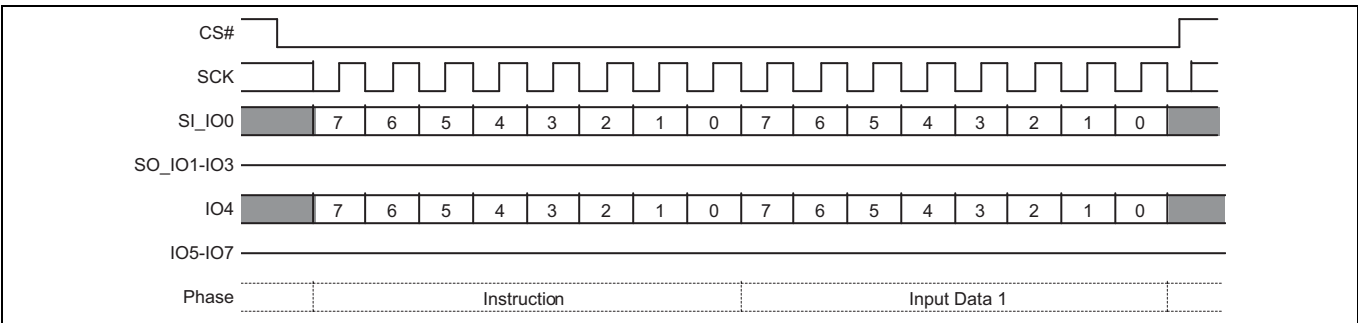 CS#
SCK
SI_IO0 7 6 5 4 3 2 1 0 7 6 5 4 3 2 1 0
SO_IO1-IO3
IO4 7 6 5 4 3 2 1 0 7 6 5 4 3 2 1 0
IO5-IO7
Phase Instruction Input Data 1